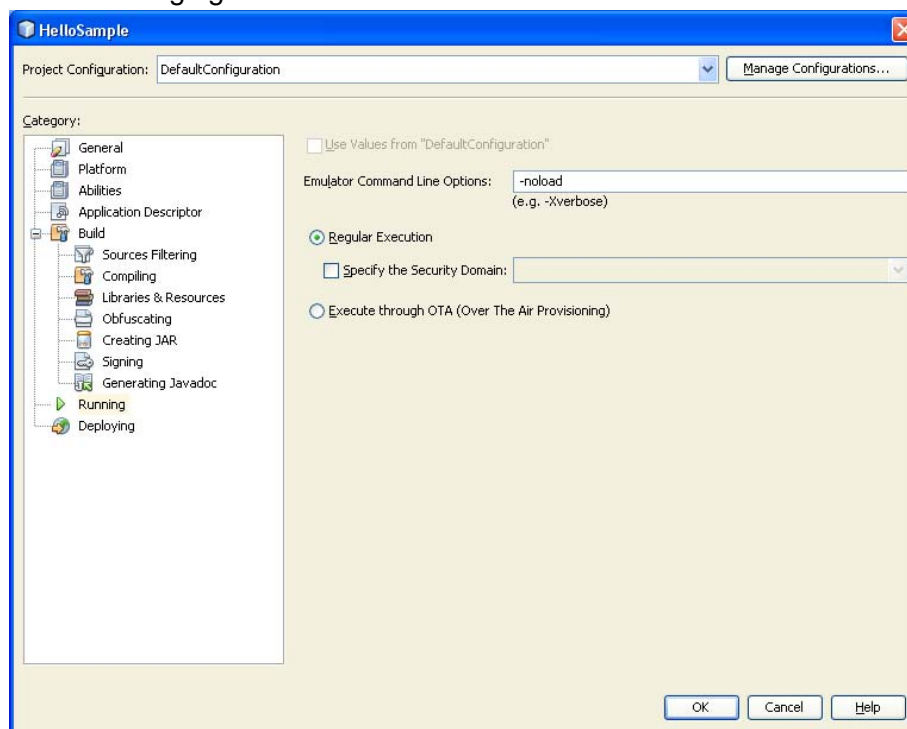 HelloSample
Project Configuration: DefaultConfiguration Manage Configurations...
Category:
General
Platform
Abilities
Application Descriptor
Build
Sources Filtering
Compiling
Libraries & Resources
Obfuscating
Creating JAR
Signing
Generating Javadoc
Running
Deploying
Use Values from "DefaultConfiguration"
Emulator Command Line Options: -noload
(e.g. -Xverbose)
Regular Execution
Specify the Security Domain:
Execute through OTA (Over The Air Provisioning)
OK Cancel Help